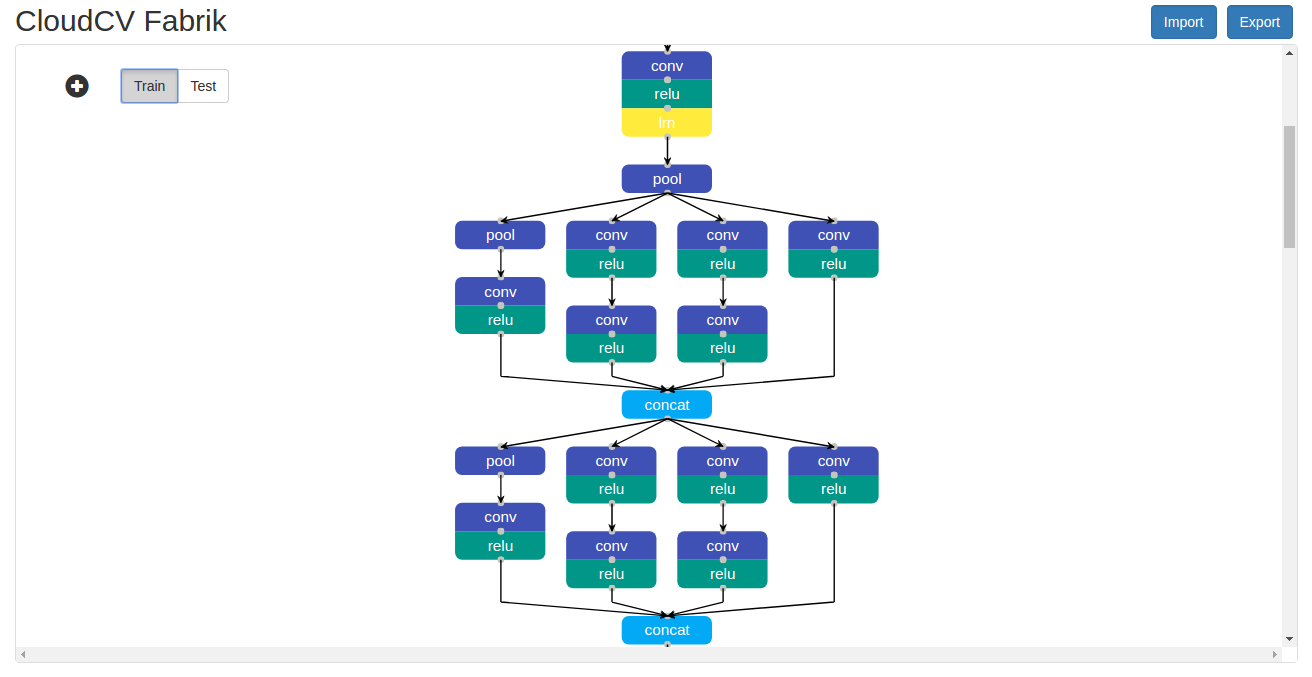 CloudCV Fabrik
Import Export
Train Test
conv
relu
lrn
pool
pool conv conv conv
relu relu relu
conv
relu
conv conv
relu relu
concat
pool conv conv conv
relu relu relu
conv
relu
conv conv
relu relu
concat